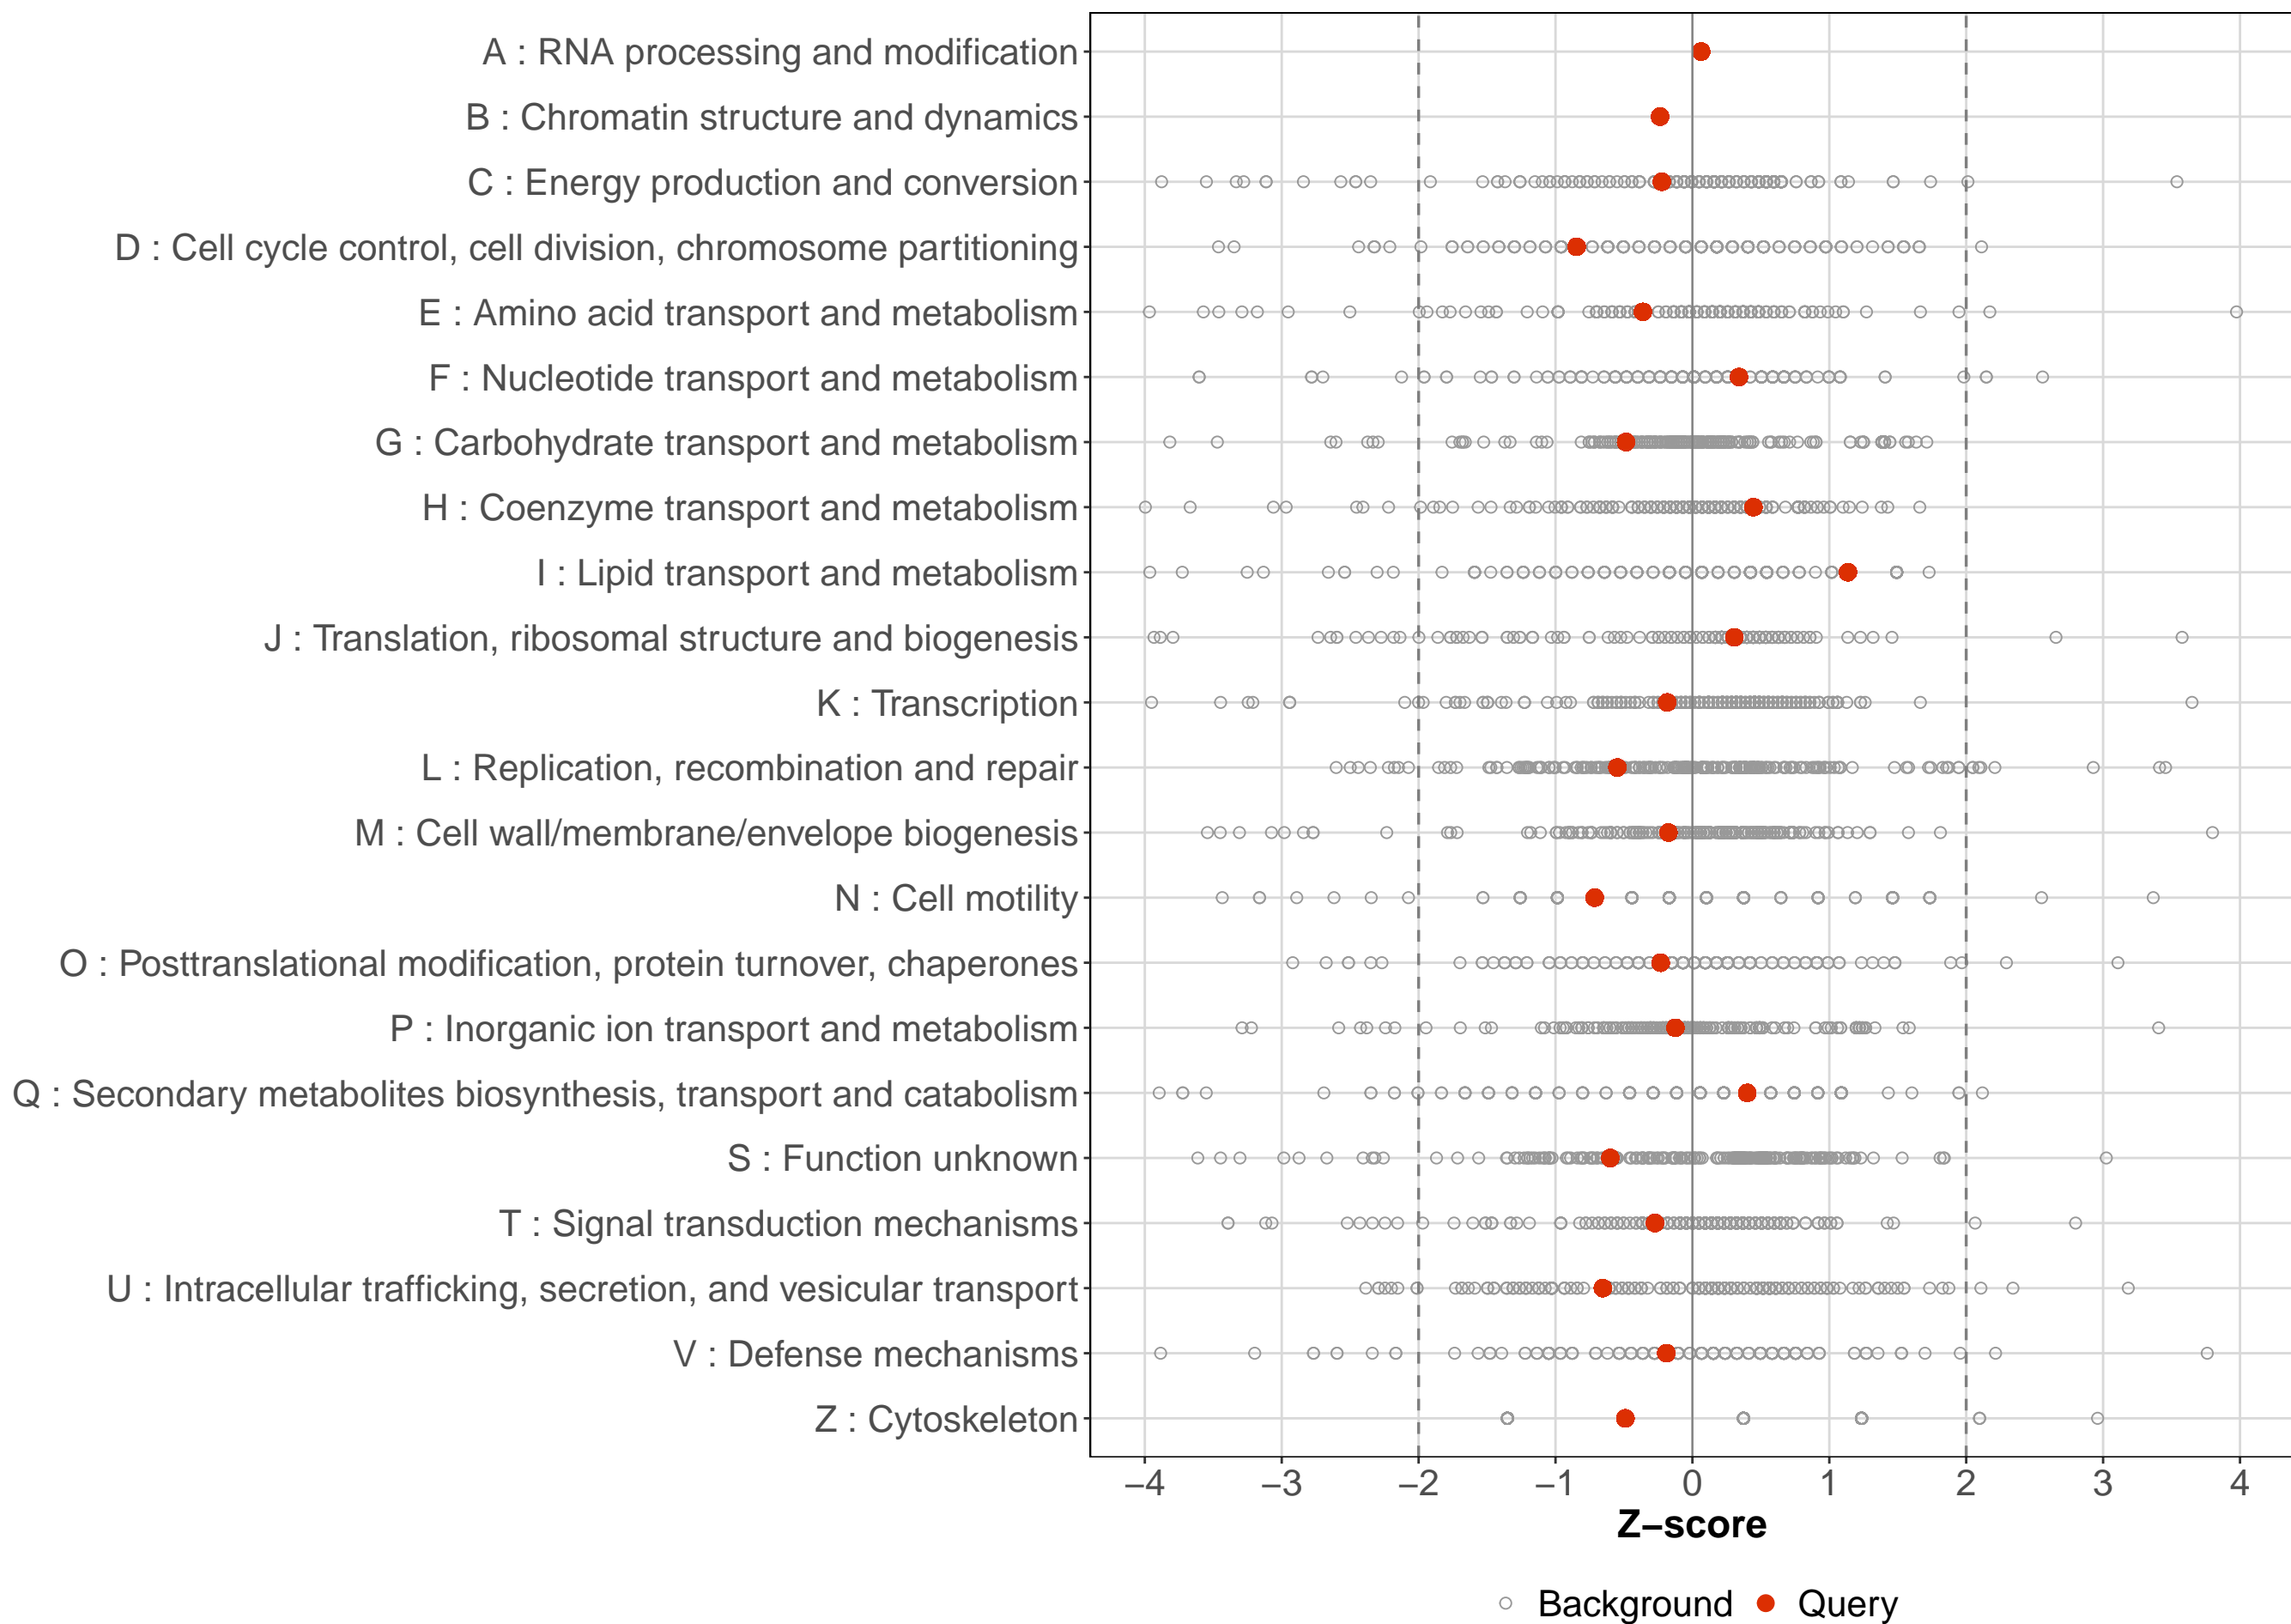 A : RNA processing and modification
B : Chromatin structure and dynamics
C : Energy production and conversion
D : Cell cycle control, cell division, chromosome partitioning
E : Amino acid transport and metabolism
F : Nucleotide transport and metabolism
G : Carbohydrate transport and metabolism
H : Coenzyme transport and metabolism
I : Lipid transport and metabolism
J : Translation, ribosomal structure and biogenesis
K : Transcription
L : Replication, recombination and repair
M : Cell wall/membrane/envelope biogenesis
N : Cell motility
O : Posttranslational modification, protein turnover, chaperones
P : Inorganic ion transport and metabolism
Q : Secondary metabolites biosynthesis, transport and catabolism
S : Function unknown
T : Signal transduction mechanisms
U : Intracellular trafficking, secretion, and vesicular transport
V : Defense mechanisms
Z : Cytoskeleton
−4 −3 −2 −1 0 1 2 3 4
Z−score
Background Query